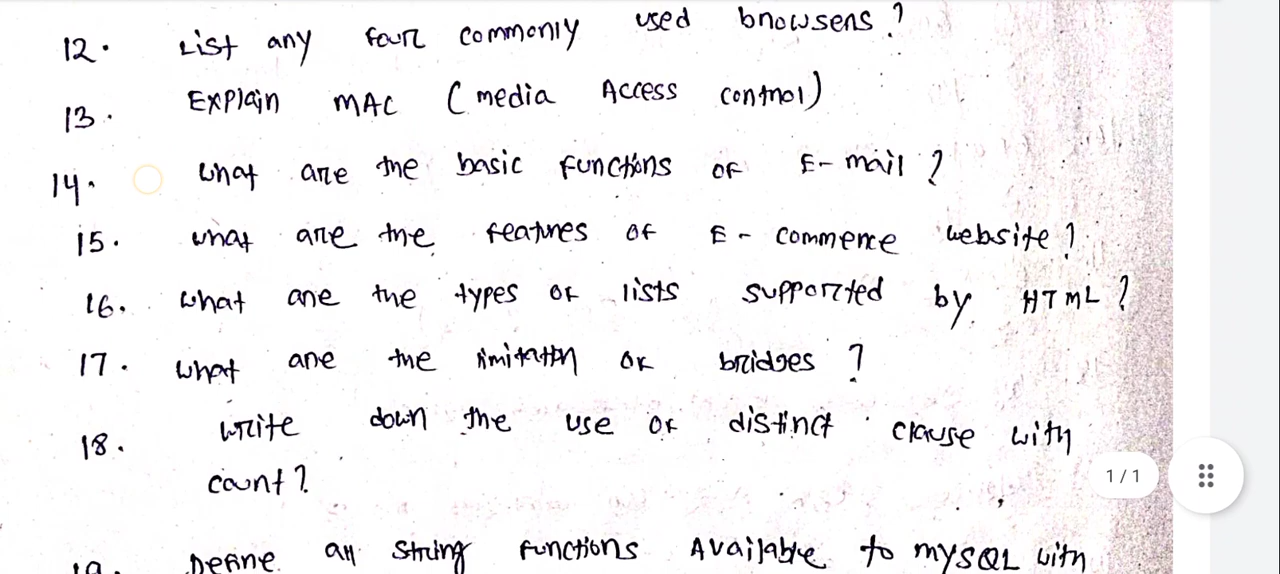 12. List any four commonly used browsers?
13. Explain MAC (media Access control)
14. what are the basic functions of E-mail?
15. what are the features of E-commerce website?
16. what are the types of lists supported by HTML?
17. what are the limitation of bridges?
18. write down the use of distinct clause with
count?
1/1
19. Define all string functions Available to mySQL with